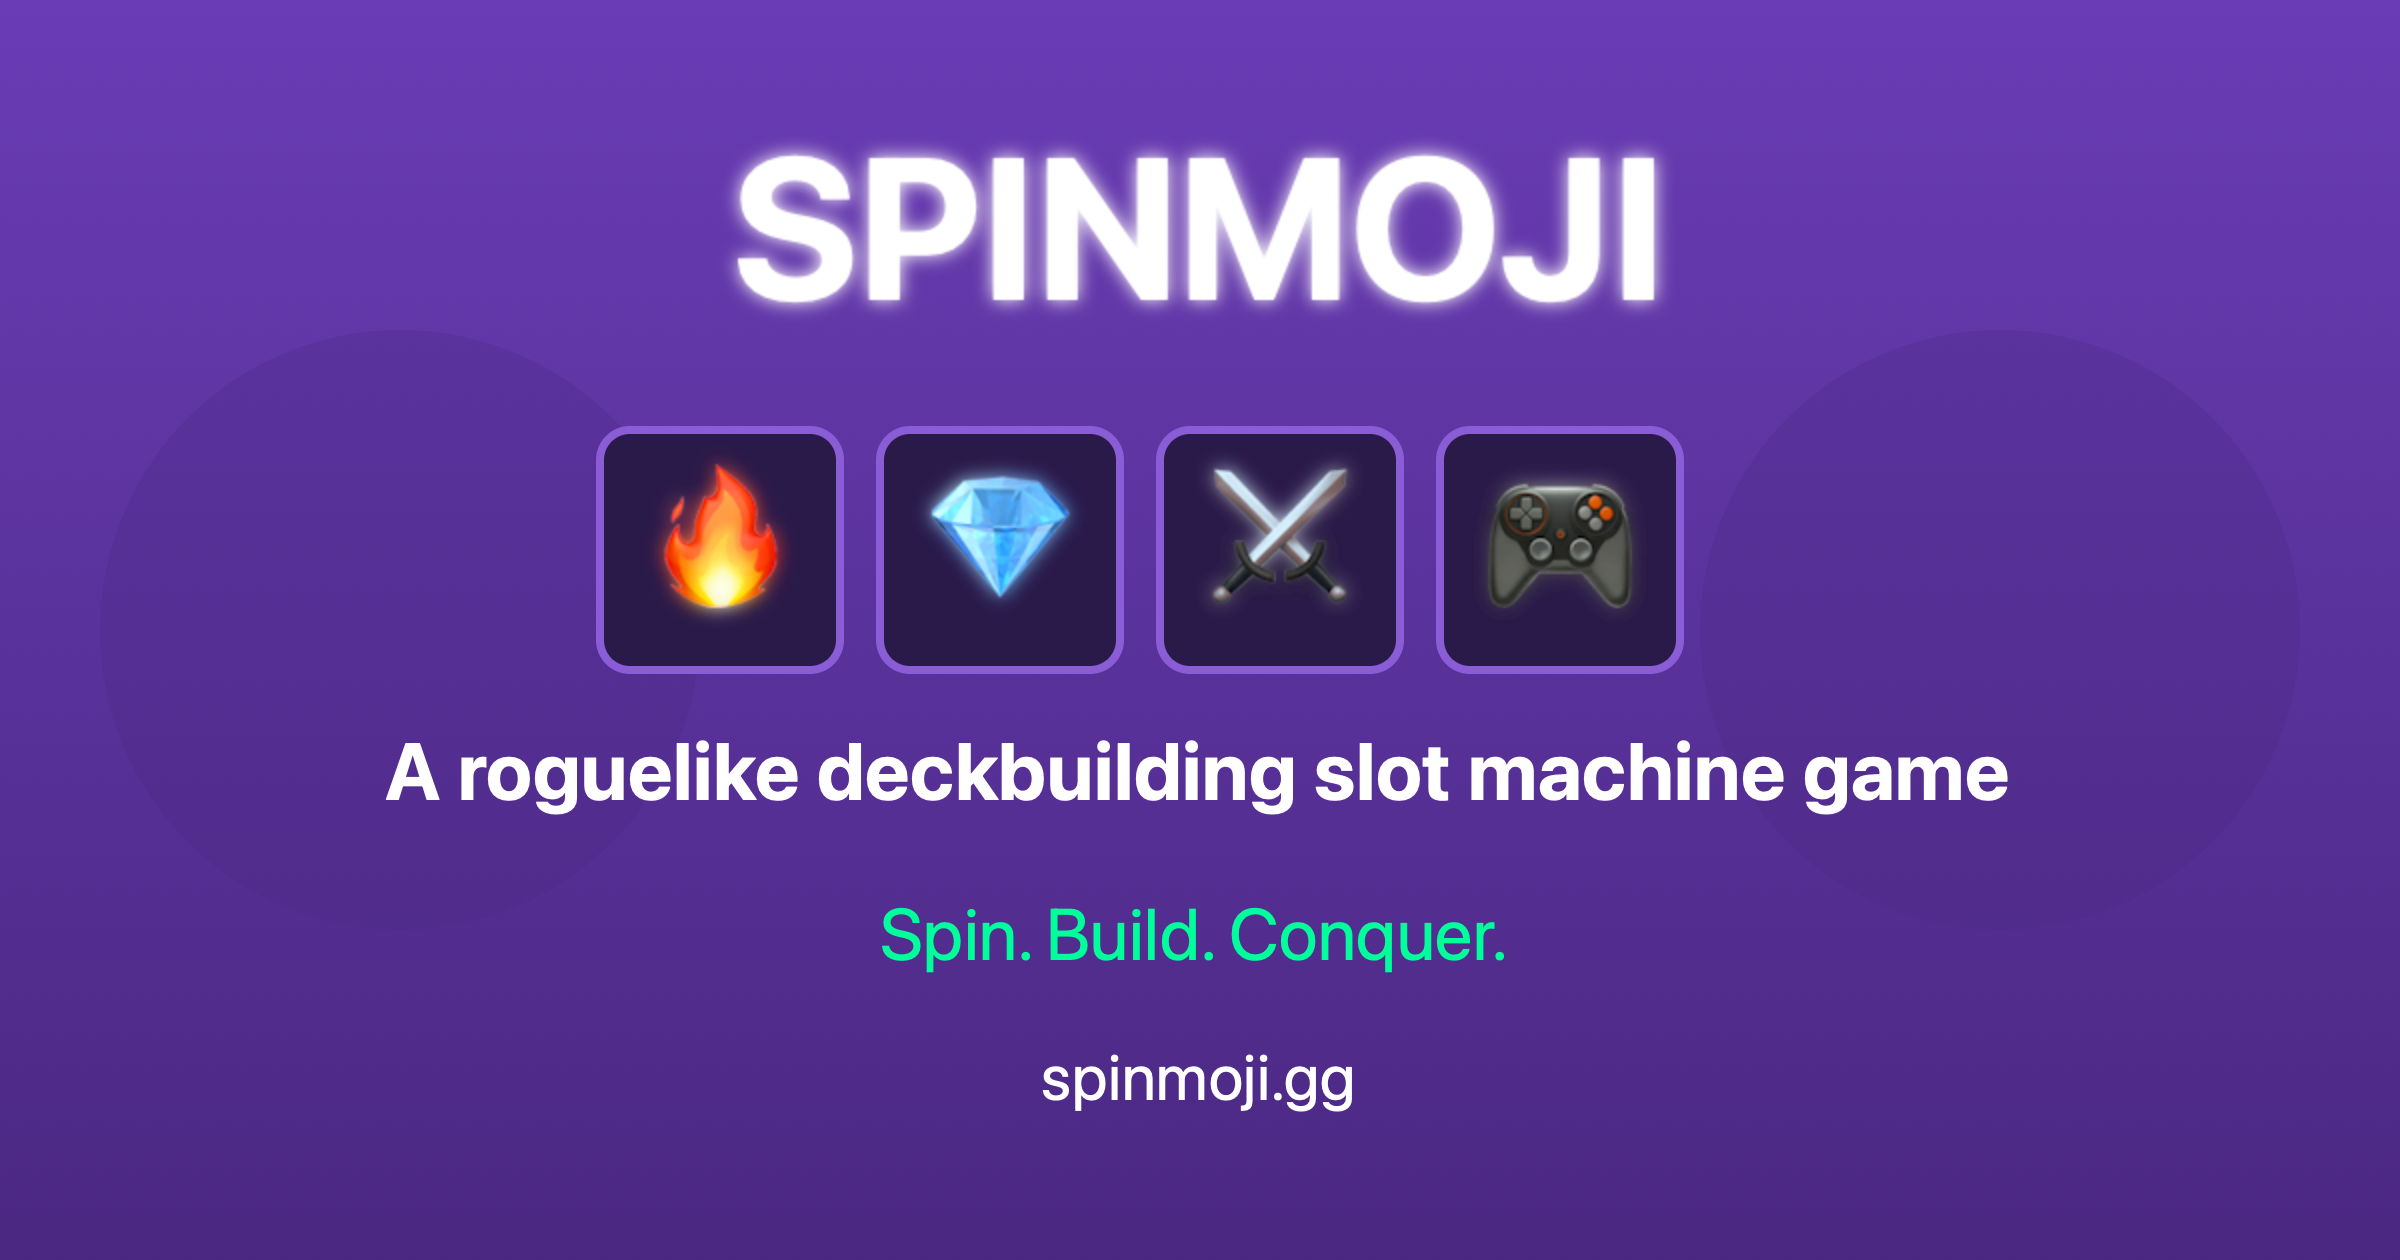 SPINMOJI
A roguelike deckbuilding slot machine game
Spin. Build. Conquer.
spinmoji.gg